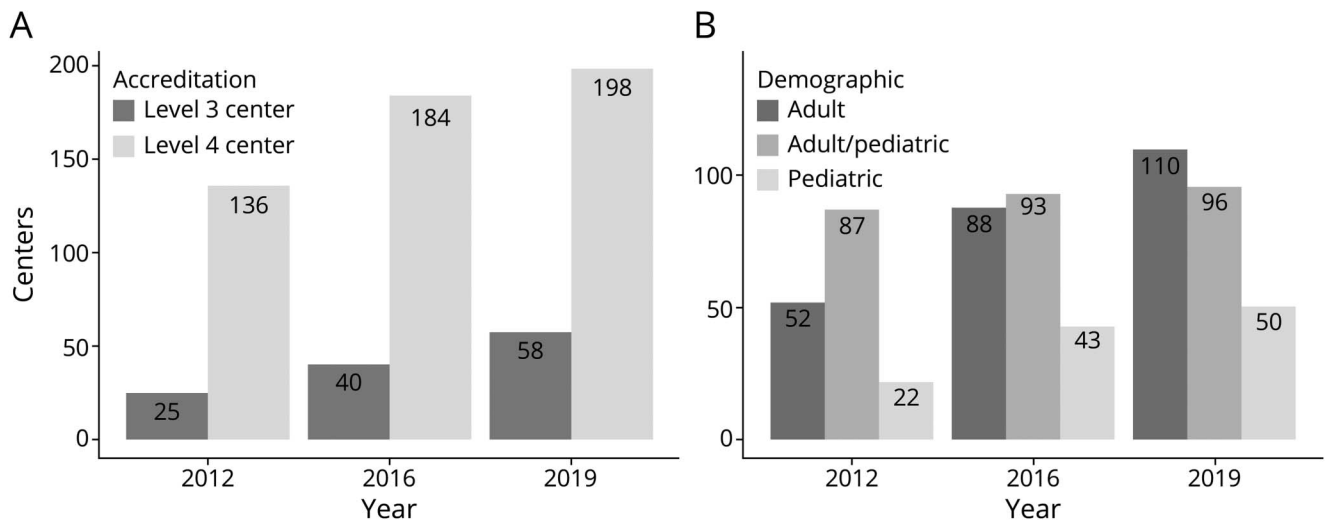 A
Centers
200
150
100
50
0
Accreditation
Level 3 center
Level 4 center
25
136
40
184
58
198
2012
2016
2019
Year
B
100
50
0
Demographic
Adult
Adult/pediatric
Pediatric
52
87
22
88
93
43
110
96
50
2012
2016
2019
Year